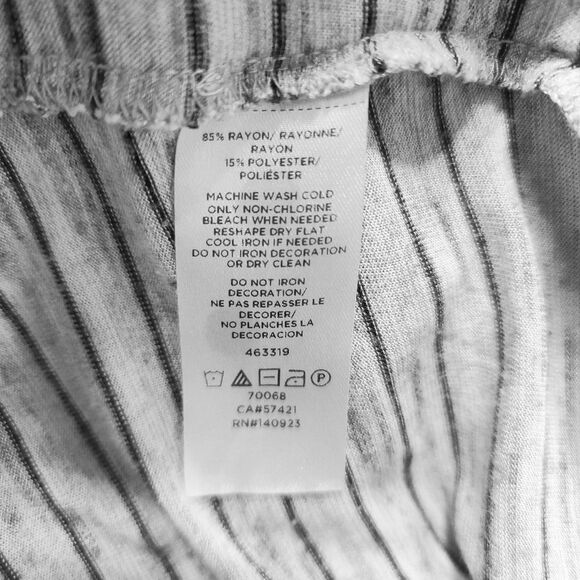 85% RAYON/ RAYONNE/
RAYON
15% POLYESTER/
POLIÉSTER
MACHINE WASH COLD
ONLY NON-CHLORINE
BLEACH WHEN NEEDED
RESHAPE DRY FLAT
COOL IRON IF NEEDED
DO NOT IRON DECORATION
OR DRY CLEAN
DO NOT IRON
DECORATION/
NE PAS REPASSER LE
DECORER/
NO PLANCHES LA
DECORACION
463319
P
70068
CA#57421
RN#140923